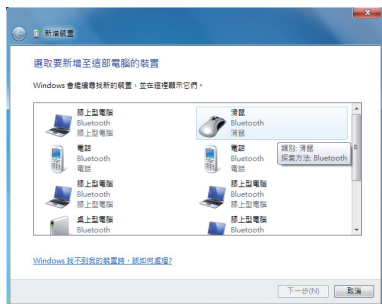 新增裝置
選取要新增至這部電腦的裝置
Windows 會繼續尋找新的裝置，並在這裡顯示它們。
膝上型電腦
Bluetooth
膝上型電腦
滑鼠
Bluetooth
滑鼠
電話
Bluetooth
電話
電話
Bluetooth
電話
類別: 滑鼠
探索方法: Bluetooth
膝上型電腦
Bluetooth
膝上型電腦
膝上型電腦
Bluetooth
膝上型電腦
桌上型電腦
Bluetooth
膝上型電腦
Bluetooth
Windows 找不到我的裝置時，該如何處理?
下一步(N)
取消